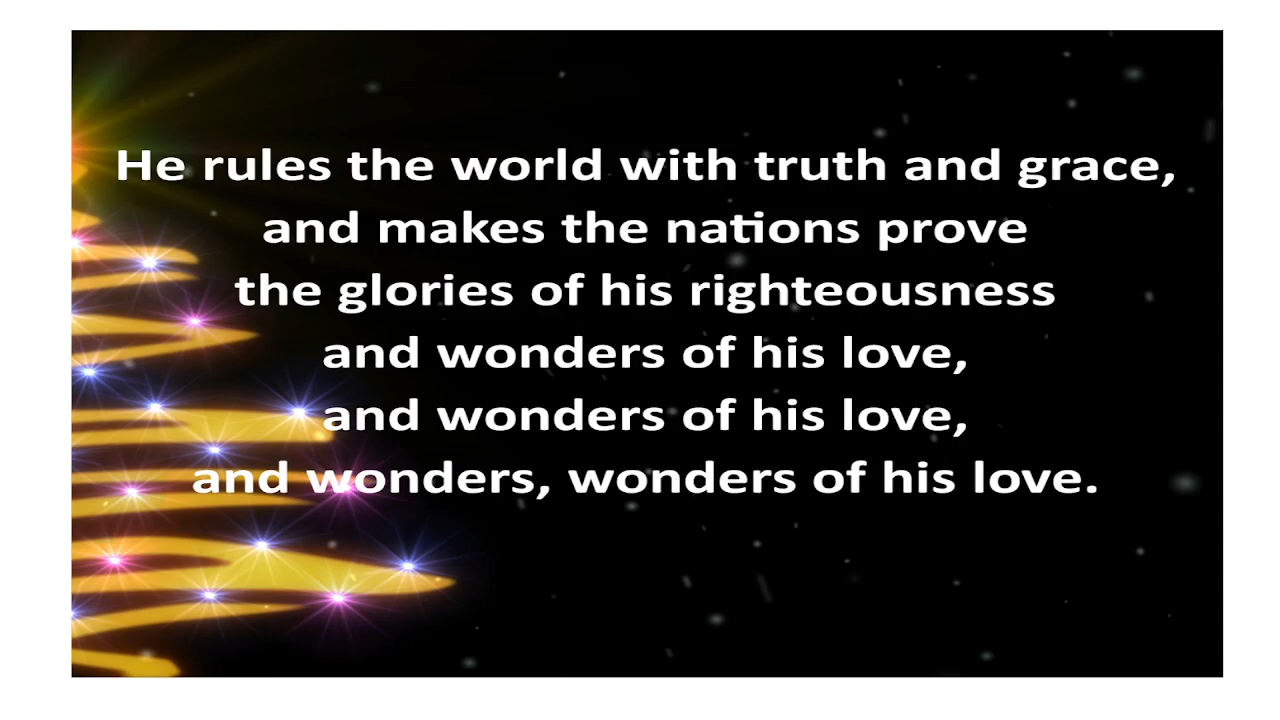 He rules the world with truth and grace,
and makes the nations prove
the glories of his righteousness
and wonders of his love,
and wonders of his love,
and wonders, wonders of his love.